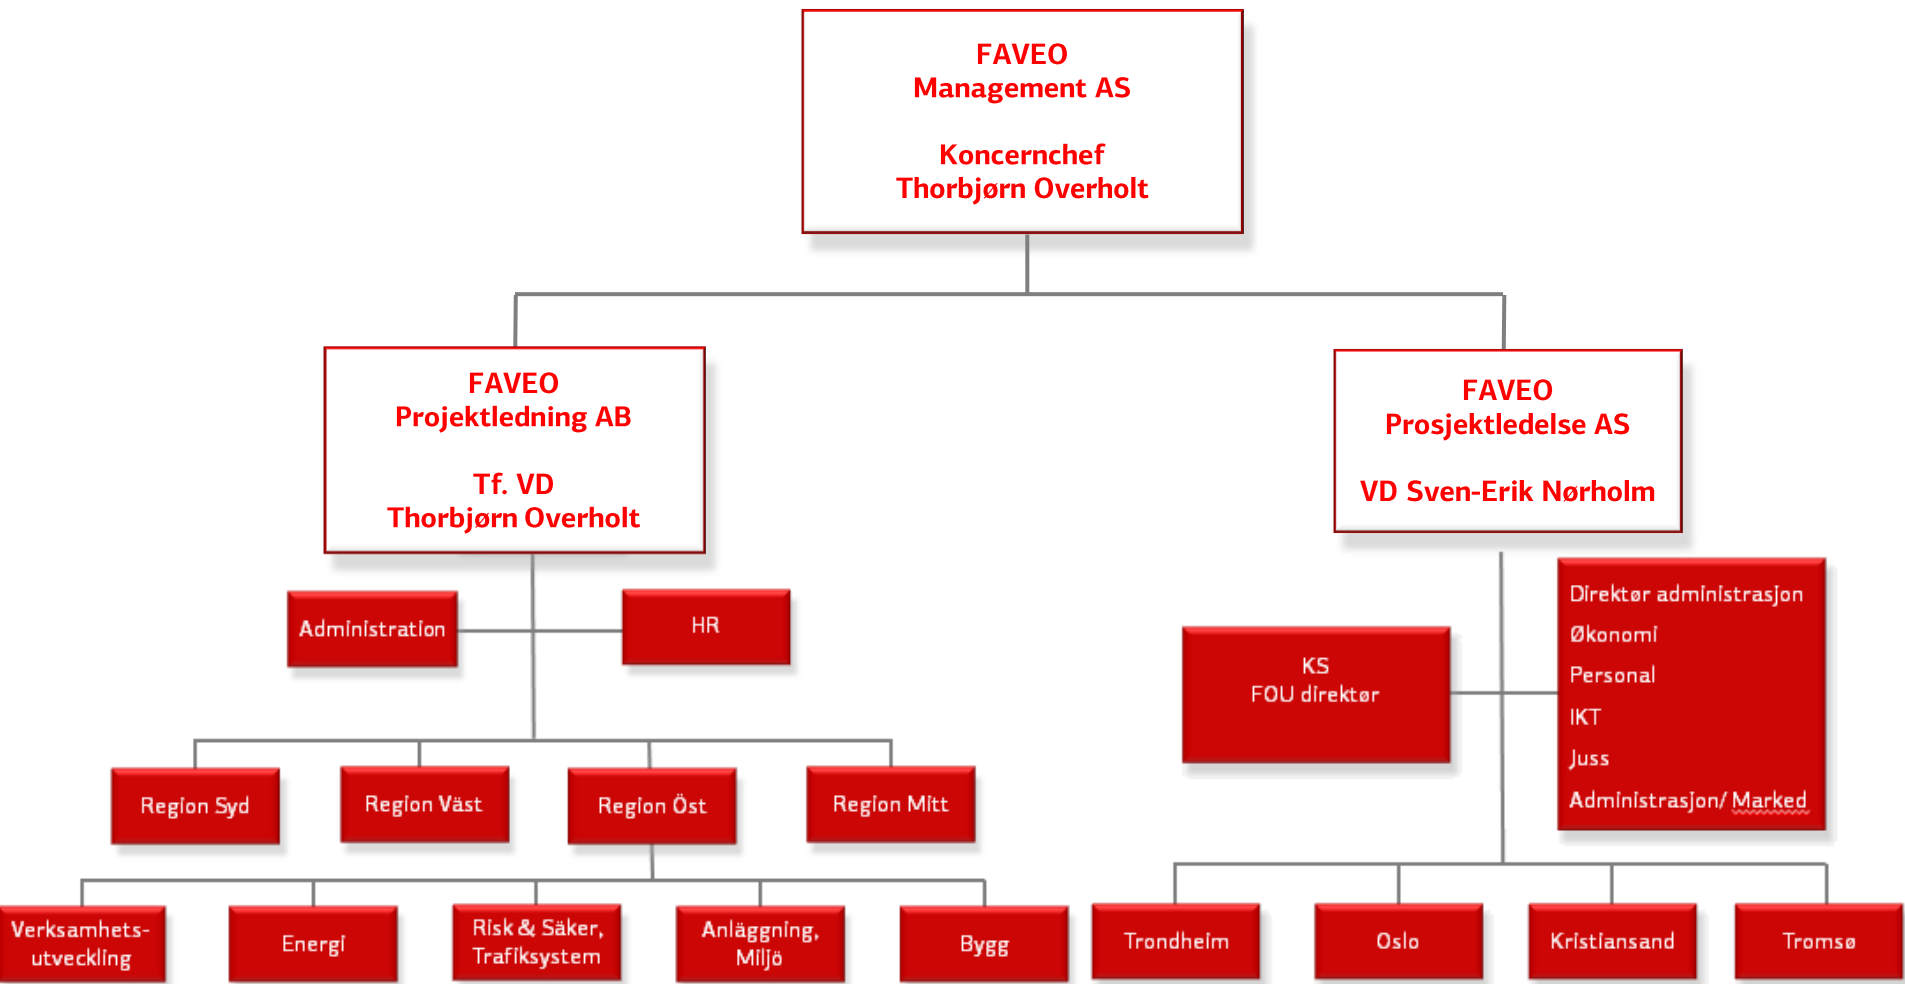 FAVEO
Management AS
Koncernchef
Thorbjørn Overholt
FAVEO
Projektledning AB
Tf. VD
Thorbjørn Overholt
FAVEO
Prosjektledelse AS
VD Sven-Erik Nørholm
Administration
HR
KS
FOU direktør
Direktør administrasjon
Økonomi
Personal
IKT
Juss
Administrasjon/ Marked
Region Syd
Region Väst
Region Öst
Region Mitt
Verksamhets-
utveckling
Energi
Risk & Säker,
Trafiksystem
Anläggning,
Miljö
Bygg
Trondheim
Oslo
Kristiansand
Tromsø